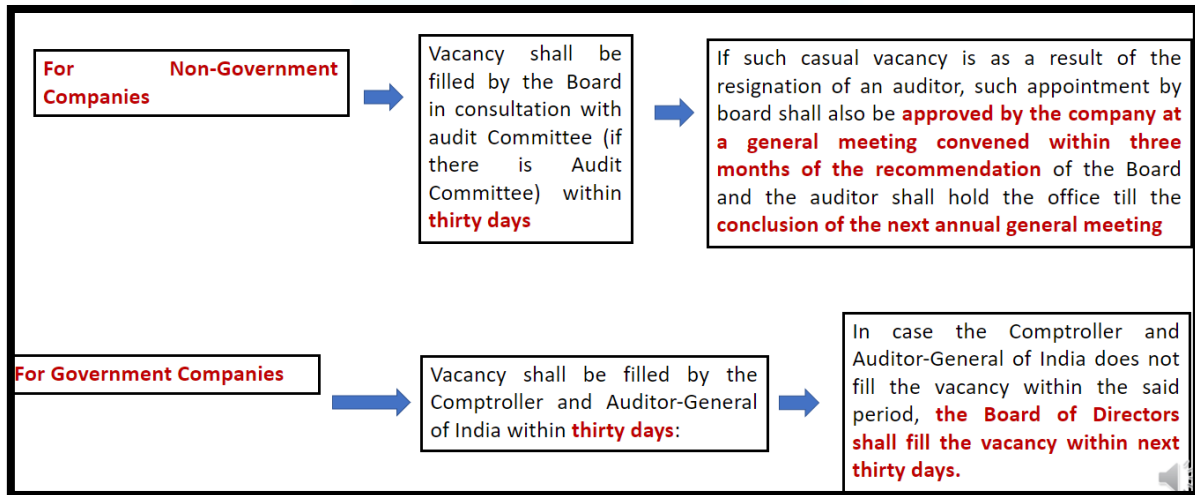 For Non-Government
Companies
Vacancy shall be
filled by the Board
in consultation with
audit Committee (if
there is Audit
Committee) within
thirty days
If such casual vacancy is as a result of the
resignation of an auditor, such appointment by
board shall also be approved by the company at
a general meeting convened within three
months of the recommendation of the Board
and the auditor shall hold the office till the
conclusion of the next annual general meeting
For Government Companies
Vacancy shall be filled by the
Comptroller and Auditor-General
of India within thirty days:
In case the Comptroller and
Auditor-General of India does not
fill the vacancy within the said
period, the Board of Directors
shall fill the vacancy within next
thirty days.